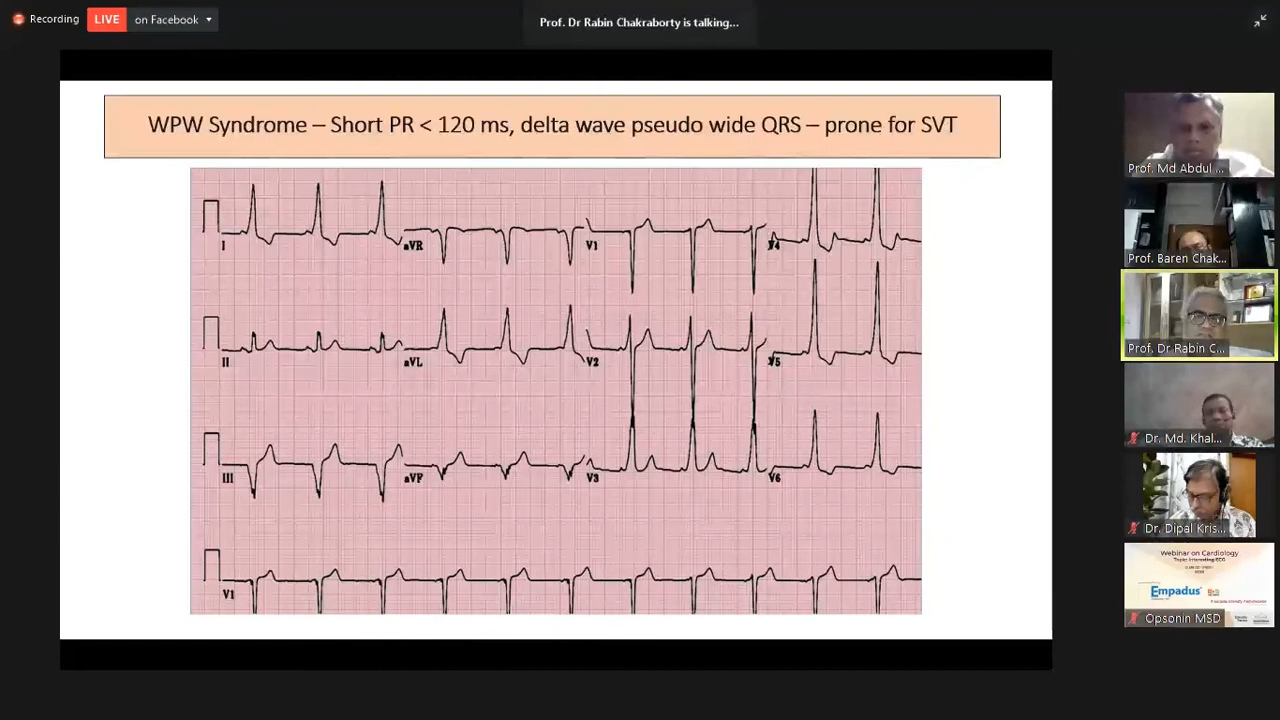 Recording
LIVE on Facebook
Prof. Dr Rabin Chakraborty is talking...
WPW Syndrome – Short PR < 120 ms, delta wave pseudo wide QRS – prone for SVT
I
aVR
V1
V4
II
aVL
V2
V5
III
aVF
V3
V6
V1
Prof. Md Abdul ...
Prof. Baren Chak...
Prof. Dr Rabin C...
Dr. Md. Khal...
Dr. Dipal Kris...
Webinar on Cardiology
Topic: Interesting ECG
Empadus
Opsonin MSD